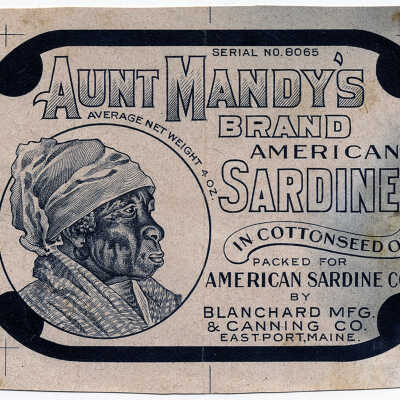 SERIAL NO. 8065
AUNT MANDY'S
AVERAGE NET WEIGHT 4 OZ.
BRAND
AMERICAN
SARDINE
IN COTTONSEED O
PACKED FOR
AMERICAN SARDINE C
BY
BLANCHARD MFG.
& CANNING CO.
EASTPORT, MAINE.